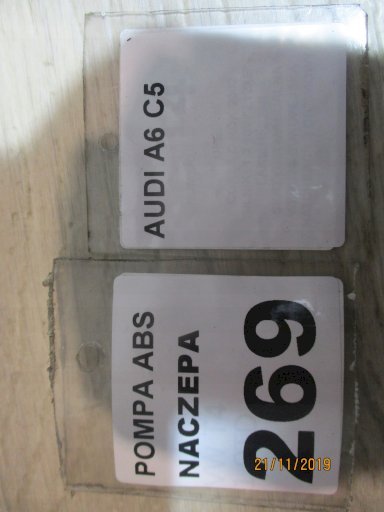 AUDI A6 C5
POMPA ABS
NACZEPA
269
21/11/2019